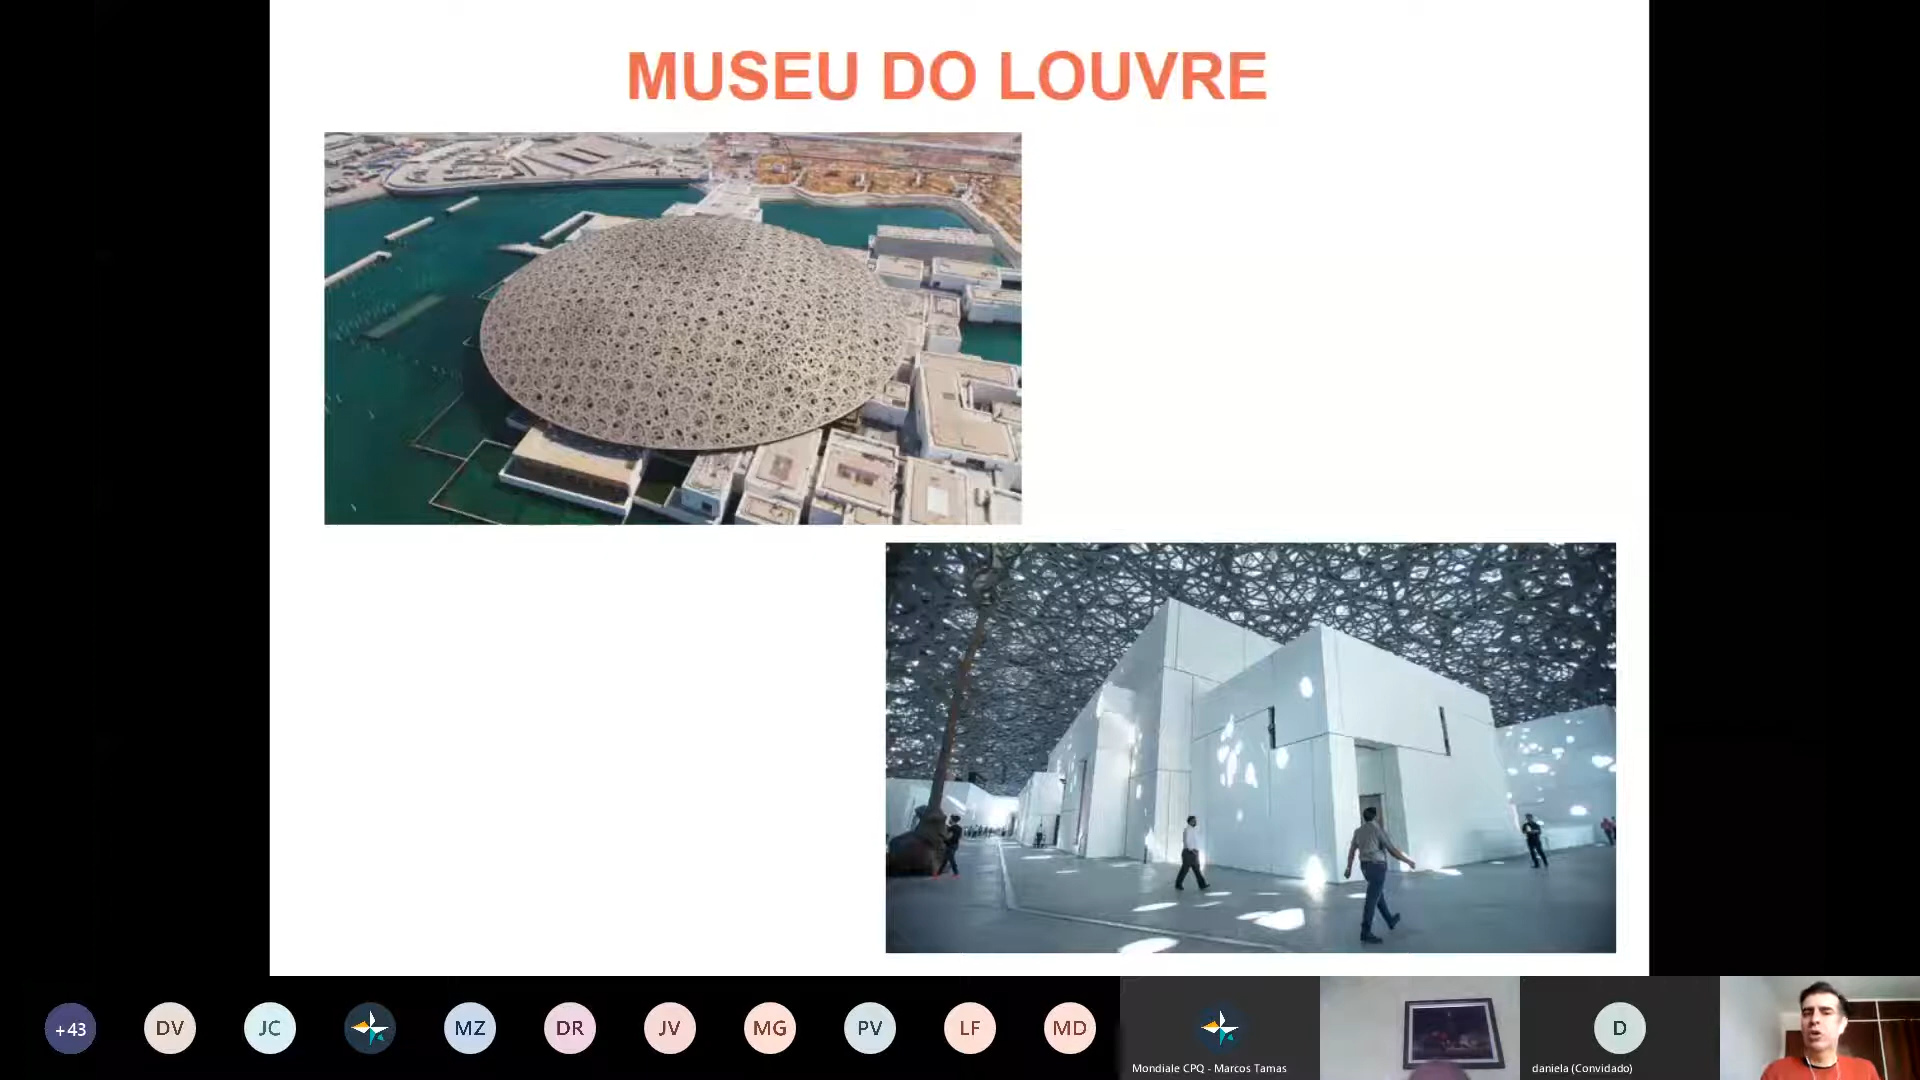 MUSEU DO LOUVRE
+43
DV
JC
MZ
DR
JV
MG
PV
LF
MD
Mondiale CPQ - Marcos Tamas
D
daniela (Convidado)